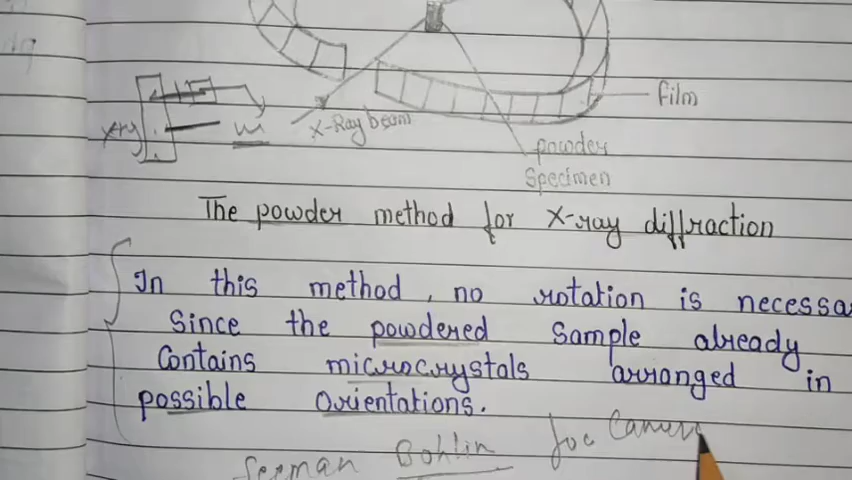 film
X-Ray beam
powder
Specimen
The powder method for X-ray diffraction
In this method, no rotation is necessa
Since the powdered sample already
Contains microcrystals arranged in
possible orientations.
Seeman Bohlin